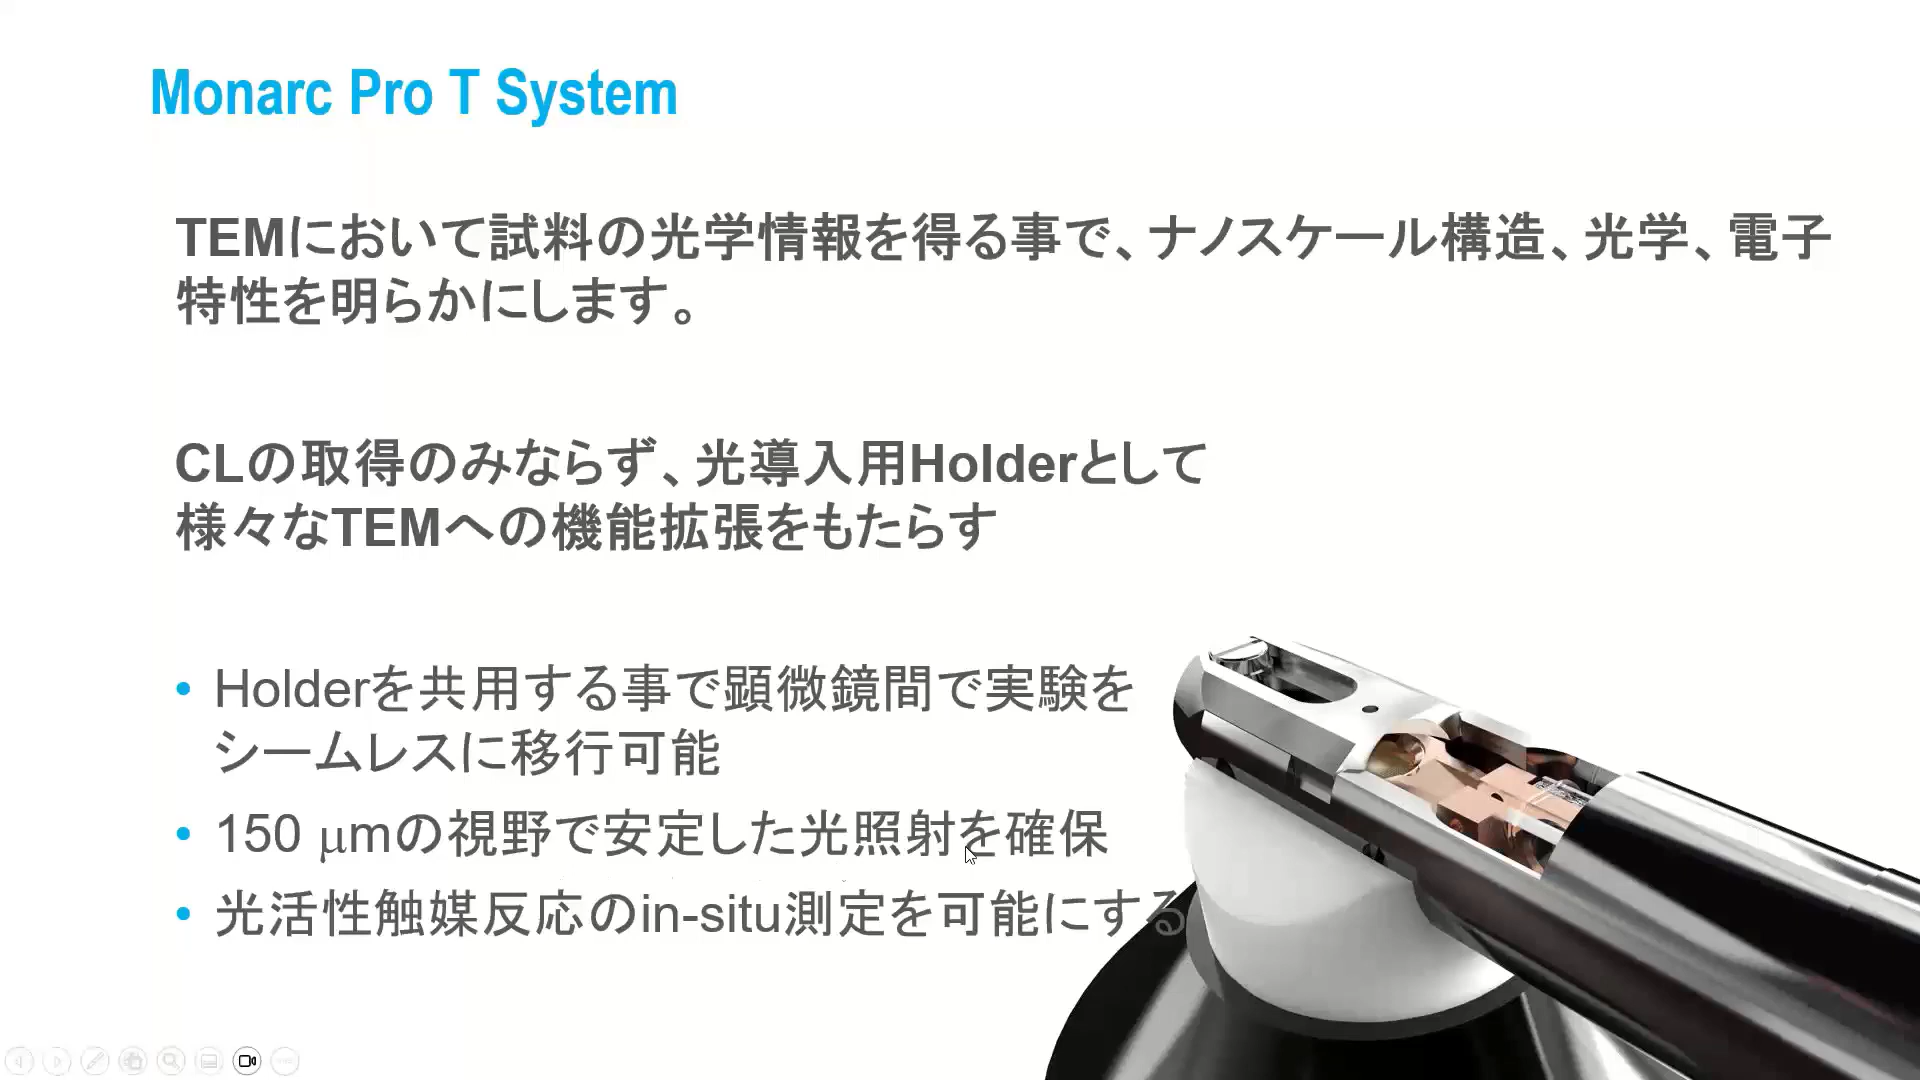 Monarc Pro T System
TEMにおいて試料の光学情報を得る事で、ナノスケール構造、光学、電子
特性を明らかにします。
CLの取得のみならず、光導入用Holderとして
様々なTEMへの機能拡張をもたらす
• Holderを共用する事で顕微鏡間で実験を
シームレスに移行可能
• 150 μmの視野で安定した光照射を確保
• 光活性触媒反応のin-situ測定を可能にする